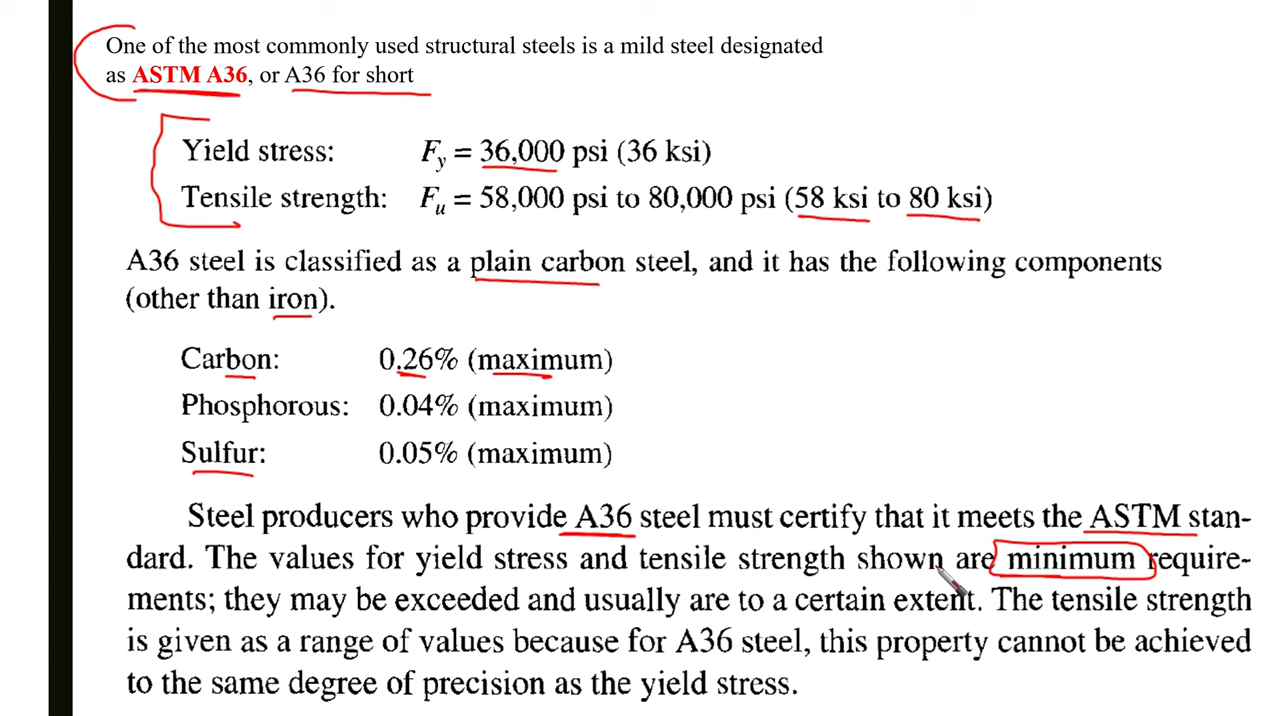 One of the most commonly used structural steels is a mild steel designated
as ASTM A36, or A36 for short
Yield stress: Fy = 36,000 psi (36 ksi)
Tensile strength: Fu = 58,000 psi to 80,000 psi (58 ksi to 80 ksi)
A36 steel is classified as a plain carbon steel, and it has the following components
(other than iron).
Carbon: 0.26% (maximum)
Phosphorous: 0.04% (maximum)
Sulfur: 0.05% (maximum)
Steel producers who provide A36 steel must certify that it meets the ASTM stan-
dard. The values for yield stress and tensile strength shown are minimum require-
ments; they may be exceeded and usually are to a certain extent. The tensile strength
is given as a range of values because for A36 steel, this property cannot be achieved
to the same degree of precision as the yield stress.